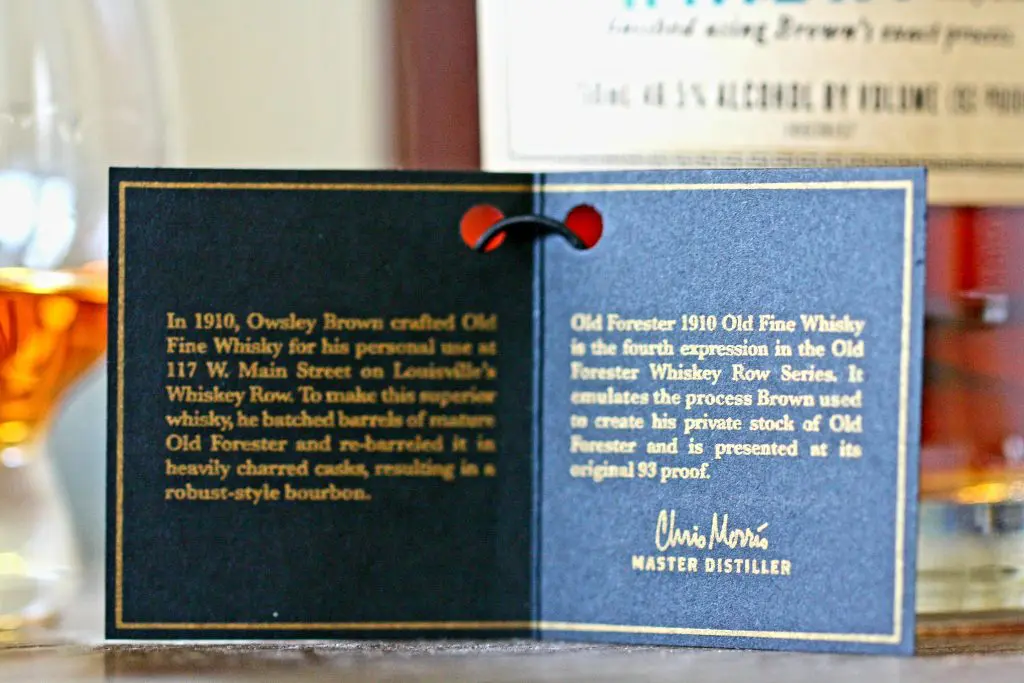 finished using Brown's exact process.
ALCOHOL BY VOLUME
In 1910, Owsley Brown crafted Old
Fine Whisky for his personal use at
117 W. Main Street on Louisville's
Whiskey Row. To make this superior
whisky, he batched barrels of mature
Old Forester and re-barreled it in
heavily charred casks, resulting in a
robust-style bourbon.
Old Forester 1910 Old Fine Whisky
is the fourth expression in the Old
Forester Whiskey Row Series. It
emulates the process Brown used
to create his private stock of Old
Forester and is presented at its
original 93 proof.
Chris Morris
MASTER DISTILLER